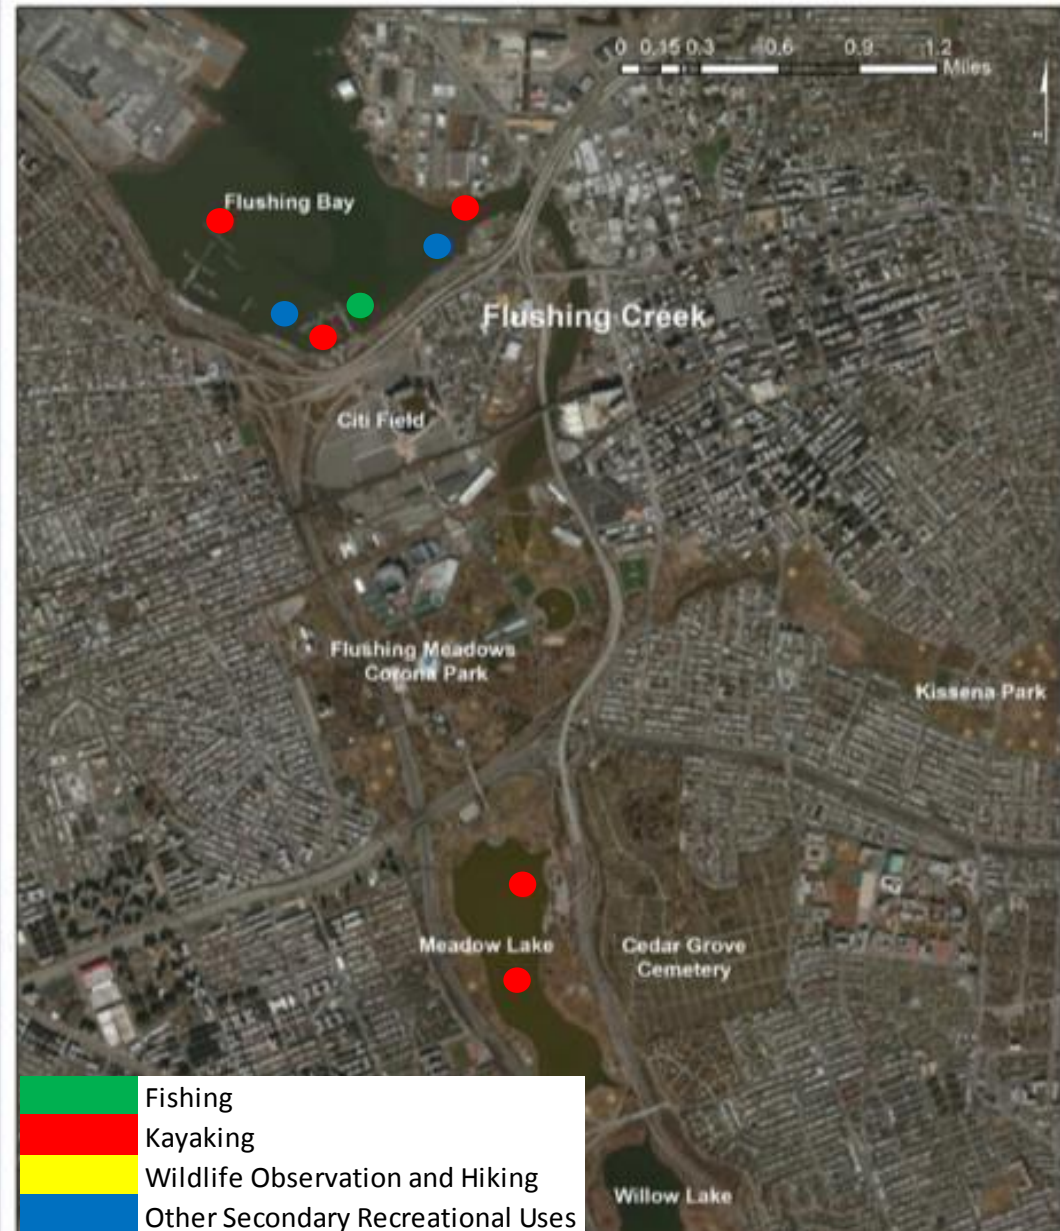 0 0.15 0.3 0.6 0.9 1.2
Miles
Flushing Bay
Flushing Creek
Citi Field
Flushing Meadows
Corona Park
Kissena Park
Meadow Lake
Cedar Grove
Cemetery
Willow Lake
Fishing
Kayaking
Wildlife Observation and Hiking
Other Secondary Recreational Uses